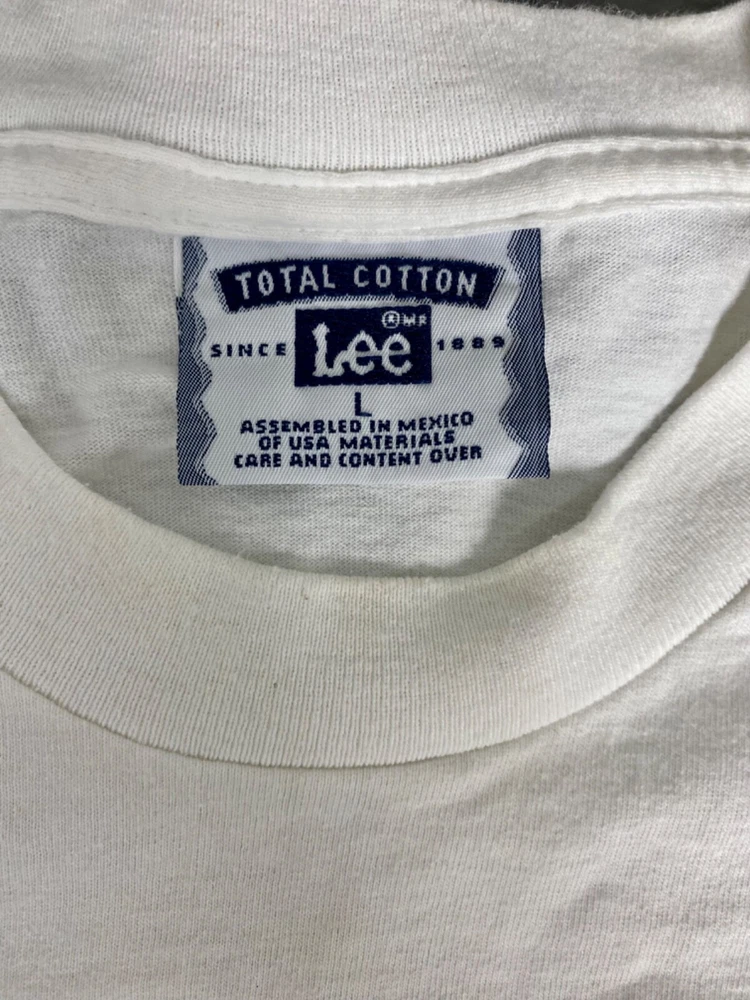 TOTAL COTTON
® MR
SINCE Lee 1889
L
ASSEMBLED IN MEXICO
OF USA MATERIALS
CARE AND CONTENT OVER